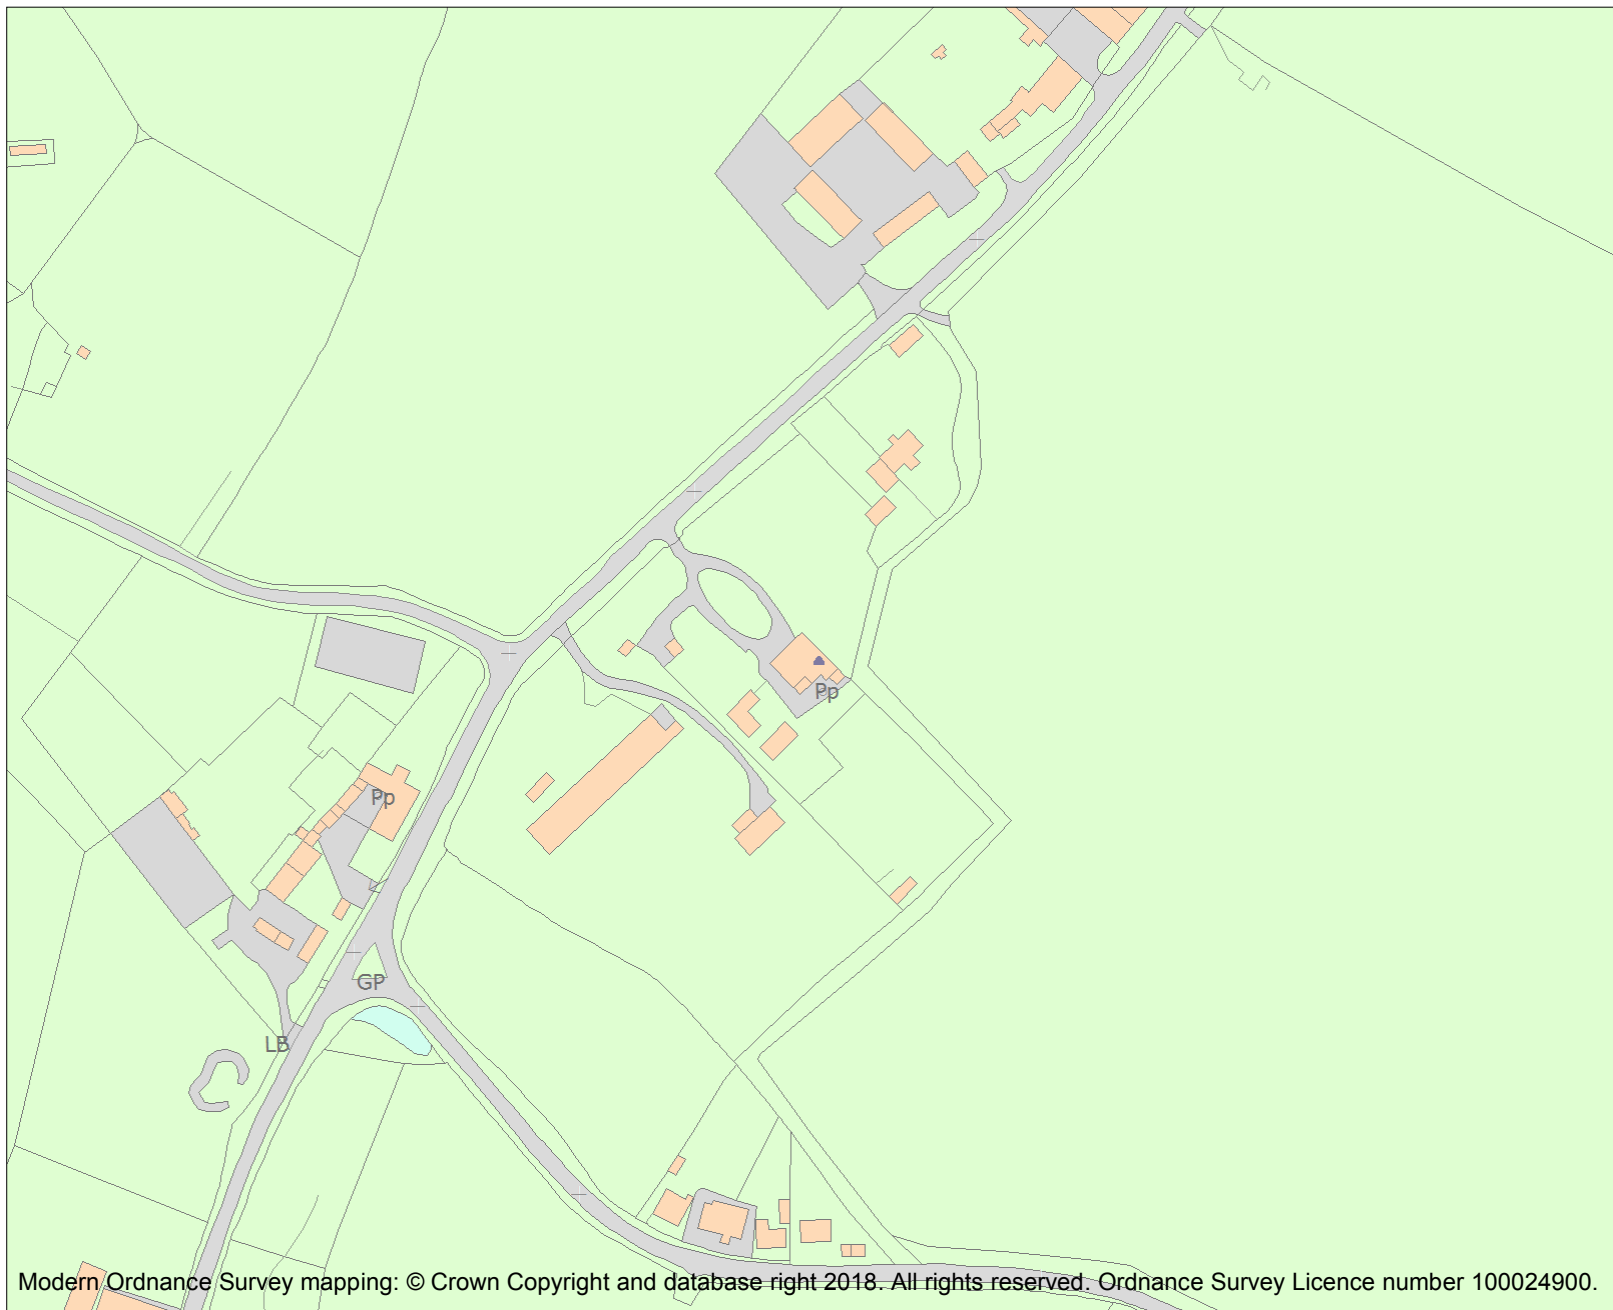 Pp
Pp
GP
LB
Modern Ordnance Survey mapping: © Crown Copyright and database right 2018. All rights reserved. Ordnance Survey Licence number 100024900.